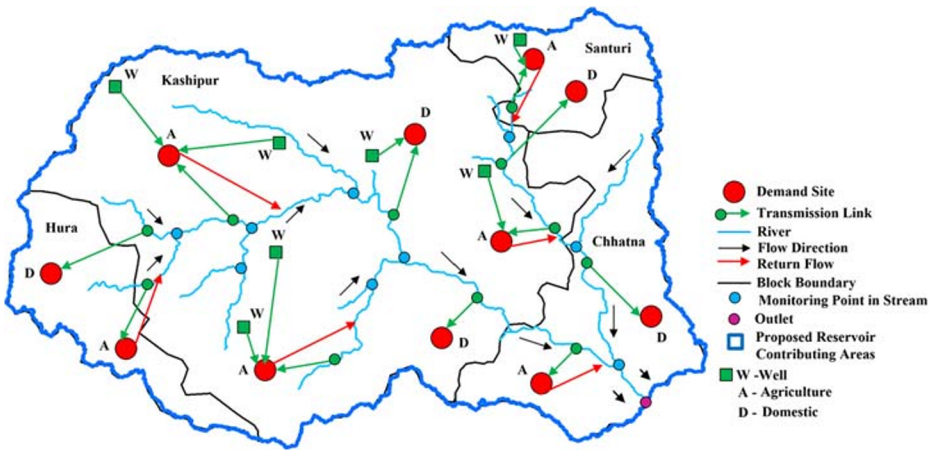 W
A
Santuri
W
Kashipur
D
D
A
W
W
W
Hura
W
A
Chhatna
D
W
D
A
A
D
A
Demand Site
Transmission Link
River
Flow Direction
Return Flow
Block Boundary
Monitoring Point in Stream
Outlet
Proposed Reservoir
Contributing Areas
W -Well
A - Agriculture
D - Domestic